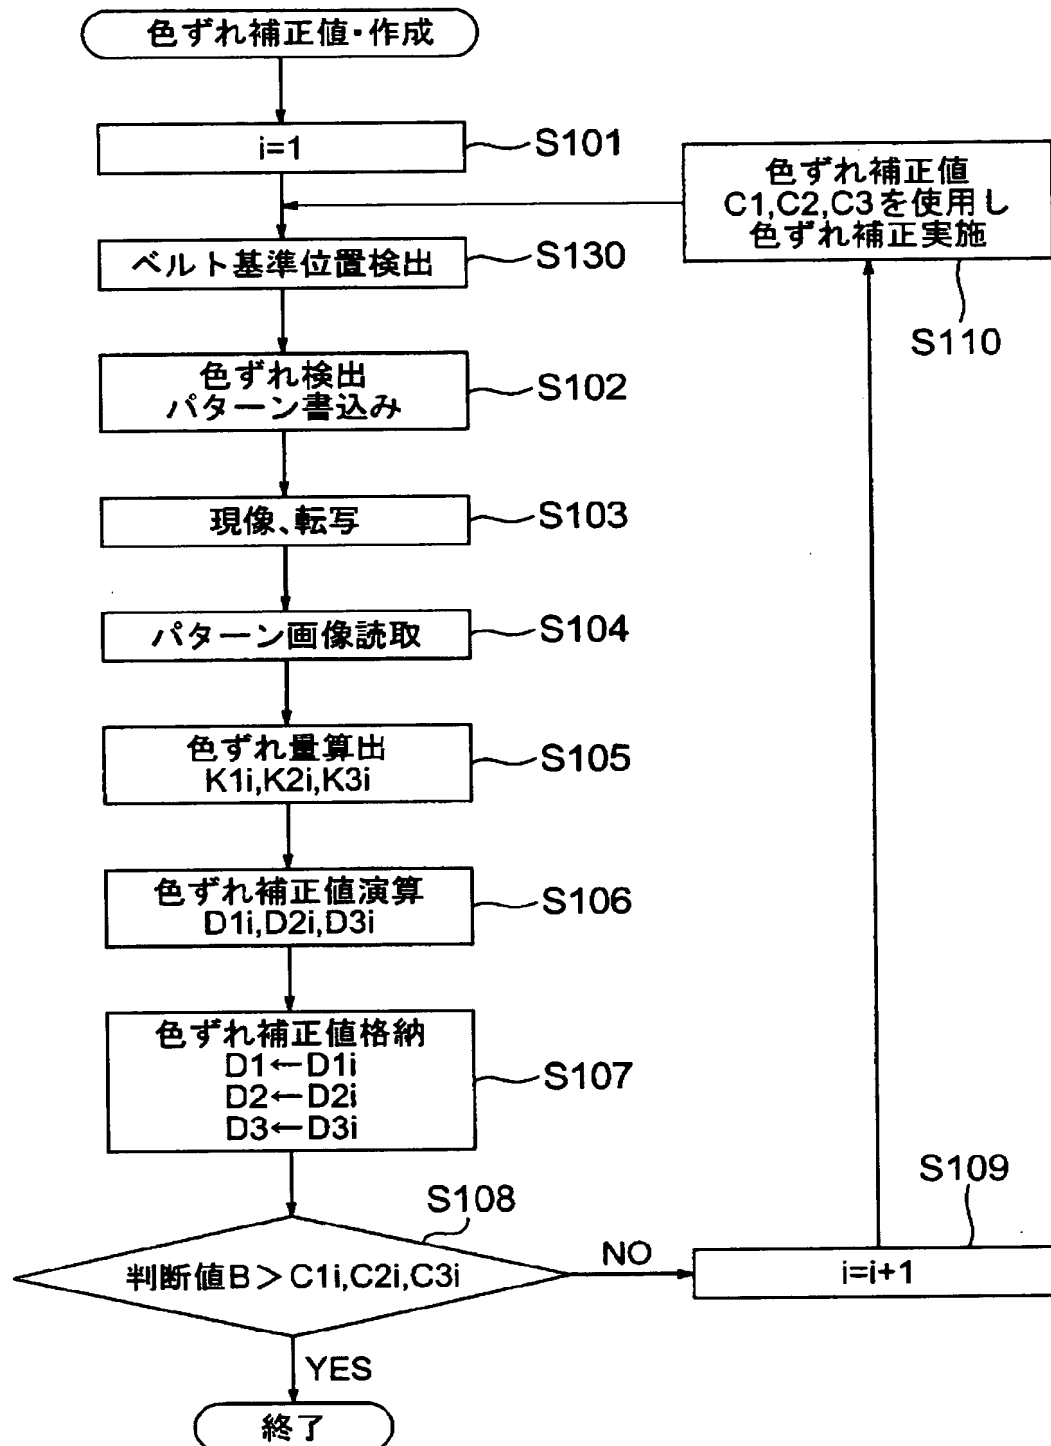 色ずれ補正値・作成
i=1
S101
ベルト基準位置検出
S130
色ずれ検出
パターン書込み
S102
現像、転写
S103
パターン画像読取
S104
色ずれ量算出
K1i,K2i,K3i
S105
色ずれ補正値演算
D1i,D2i,D3i
S106
色ずれ補正値格納
D1←D1i
D2←D2i
D3←D3i
S107
S108
判断値B>C1i,C2i,C3i
NO
YES
終了
S109
i=i+1
色ずれ補正値
C1,C2,C3を使用し
色ずれ補正実施
S110